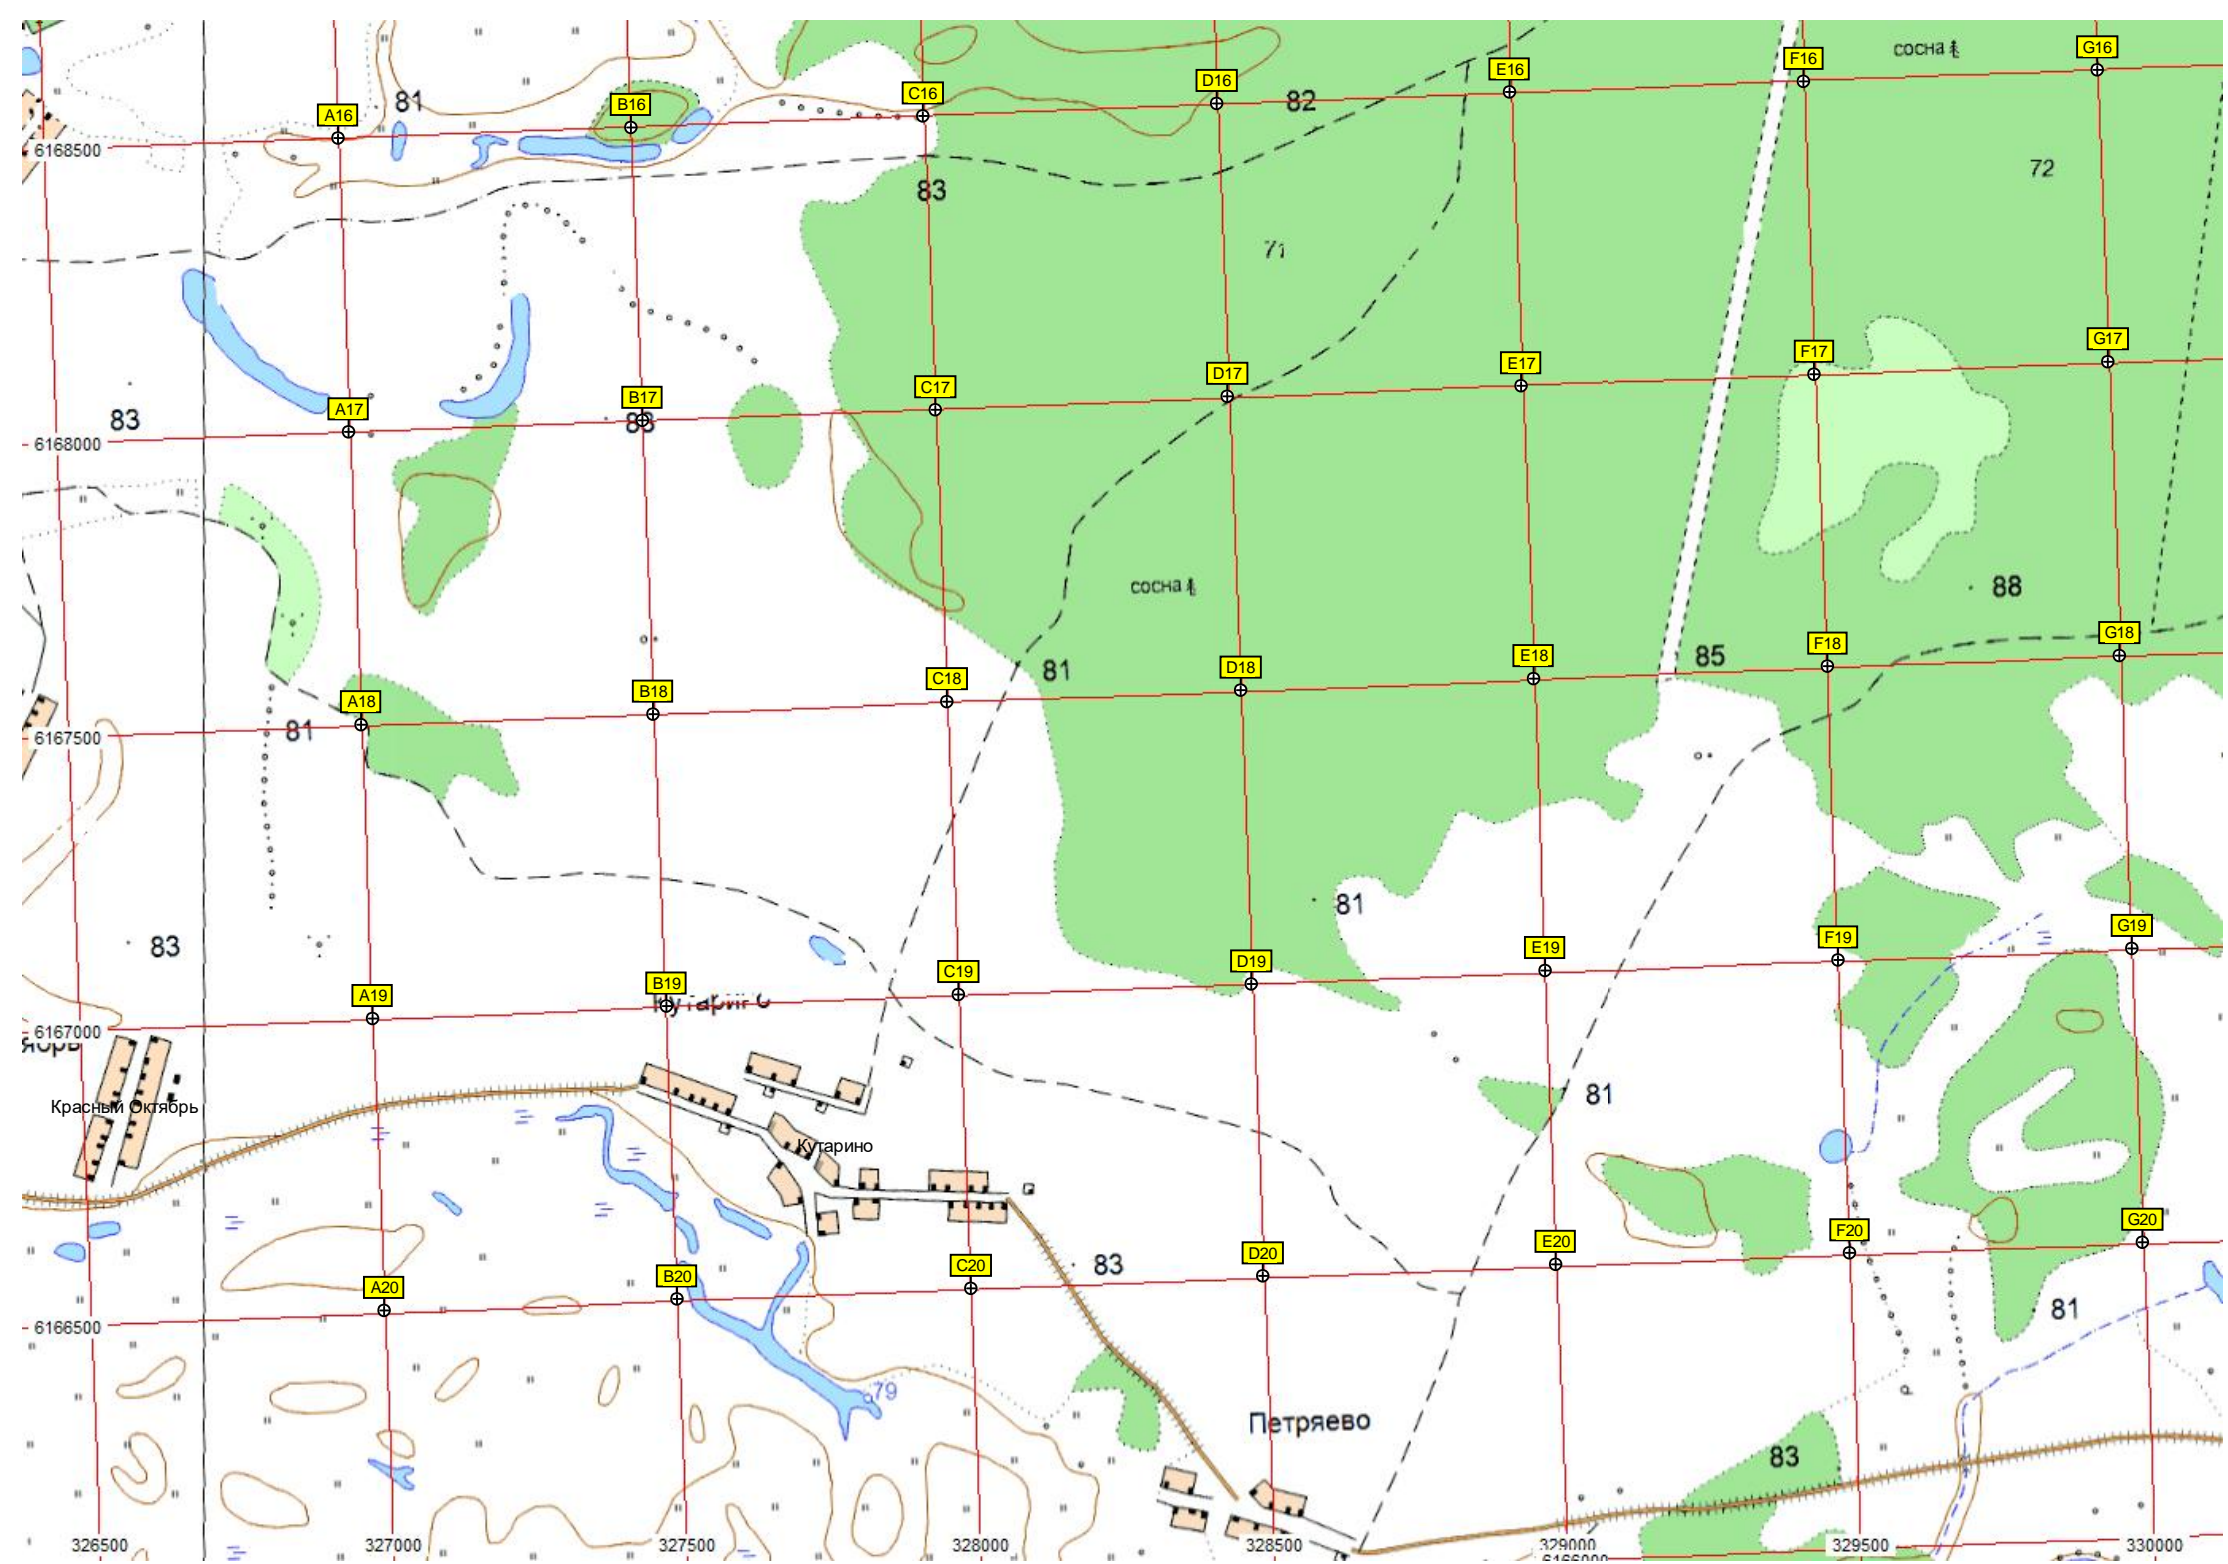 сосна
G16
F16
E16
D16
82
C16
81
B16
A16
6168500
72
83
71
G17
F17
E17
D17
C17
B17
83
A17
83
6168000
сосна
88
G18
F18
85
E18
D18
81
C18
B18
A18
81
6167500
81
G19
F19
E19
D19
C19
B19
Кутарино
A19
83
6167000
ябрь
81
Красный Октябрь
Кутарино
G20
F20
E20
D20
83
C20
B20
A20
81
6166500
79
Петряево
83
326500
327000
327500
328000
328500
329000
329500
330000
6166000